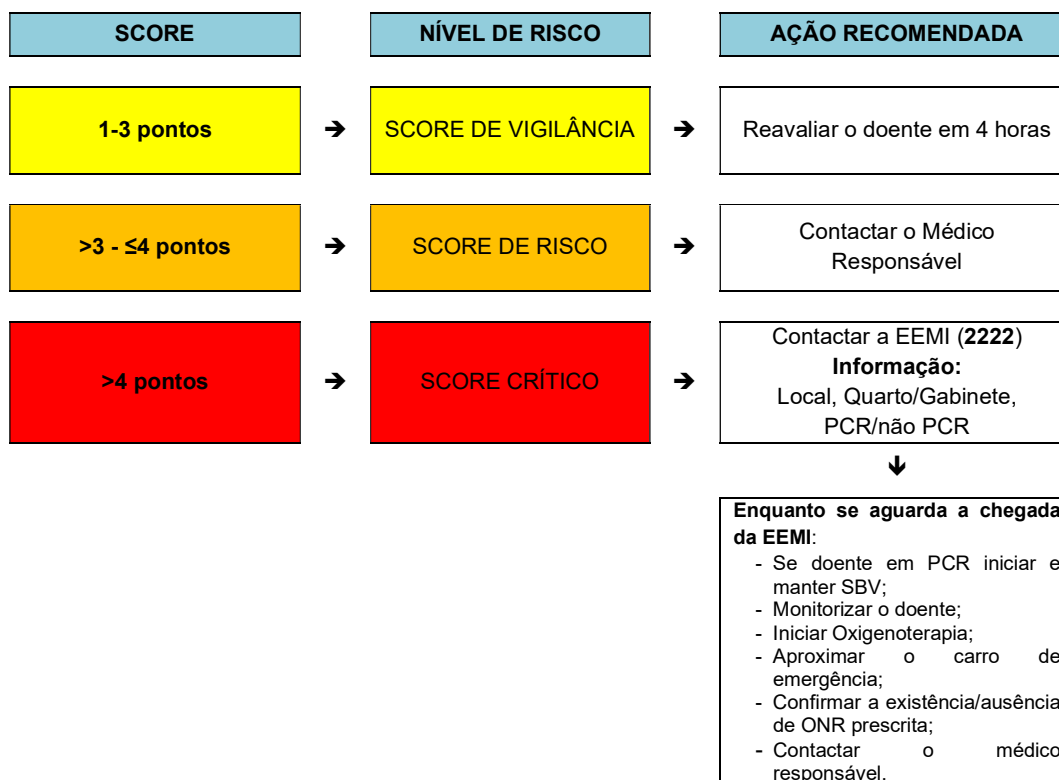 SCORE
NÍVEL DE RISCO
AÇÃO RECOMENDADA
1-3 pontos
SCORE DE VIGILÂNCIA
Reavaliar o doente em 4 horas
>3 - ≤4 pontos
SCORE DE RISCO
Contactar o Médico
Responsável
>4 pontos
SCORE CRÍTICO
Contactar a EEMI (2222)
Informação:
Local, Quarto/Gabinete,
PCR/não PCR
Enquanto se aguarda a chegada
da EEMI:
- Se doente em PCR iniciar e
manter SBV;
- Monitorizar o doente;
- Iniciar Oxigenoterapia;
- Aproximar o carro de
emergência;
- Confirmar a existência/ausência
de ONR prescrita;
- Contactar o médico
responsável.